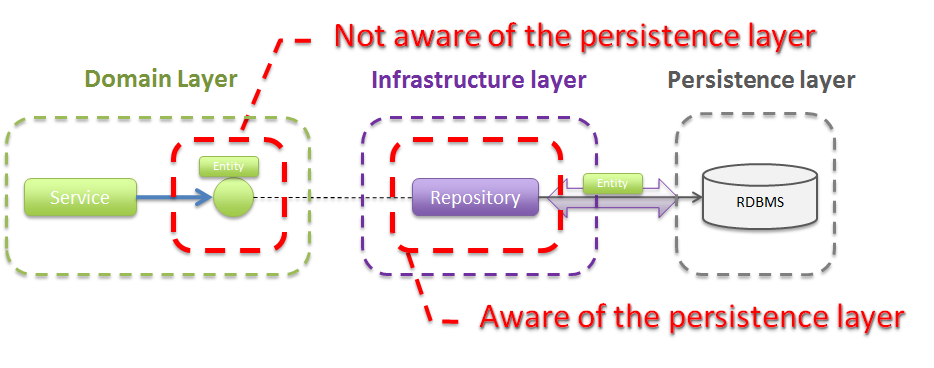 Not aware of the persistence layer
Domain Layer
Infrastructure layer
Persistence layer
Entity
Service
Repository
Entity
RDBMS
Aware of the persistence layer